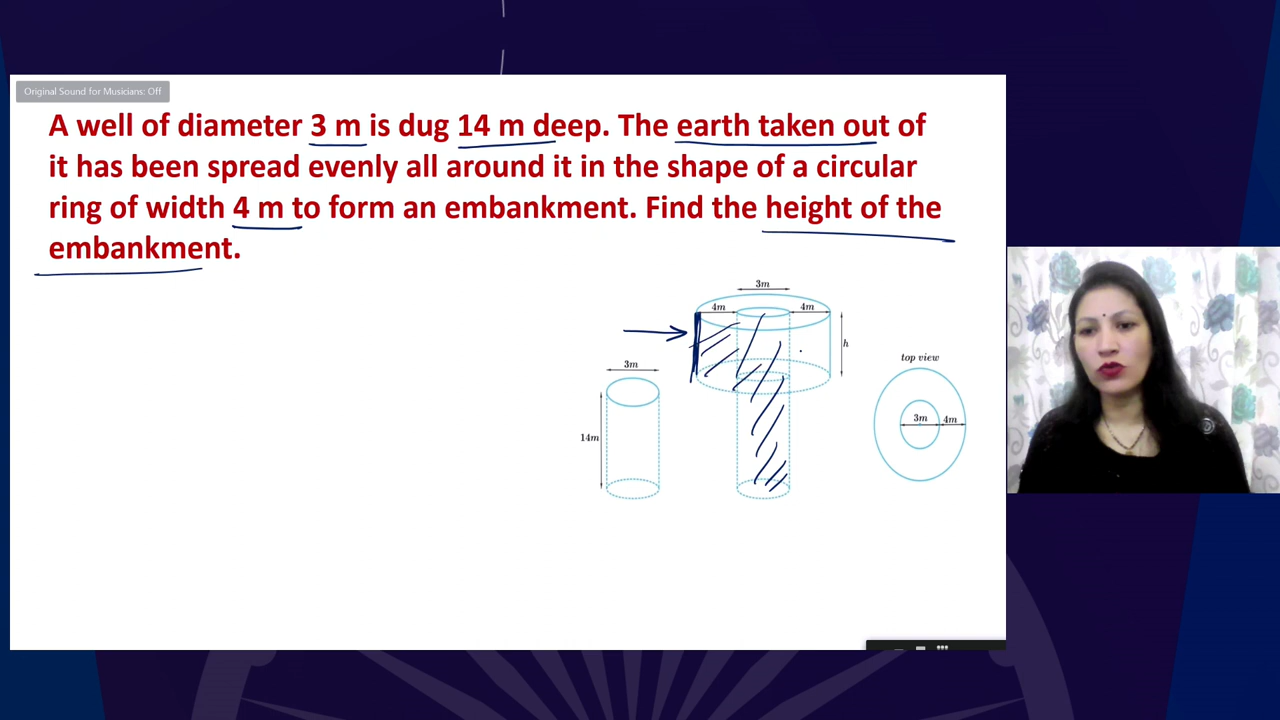 Original Sound for Musicians: Off
A well of diameter 3 m is dug 14 m deep. The earth taken out of
it has been spread evenly all around it in the shape of a circular
ring of width 4 m to form an embankment. Find the height of the
embankment.
3m
4m 4m
h
3m
14m
top view
3m 4m